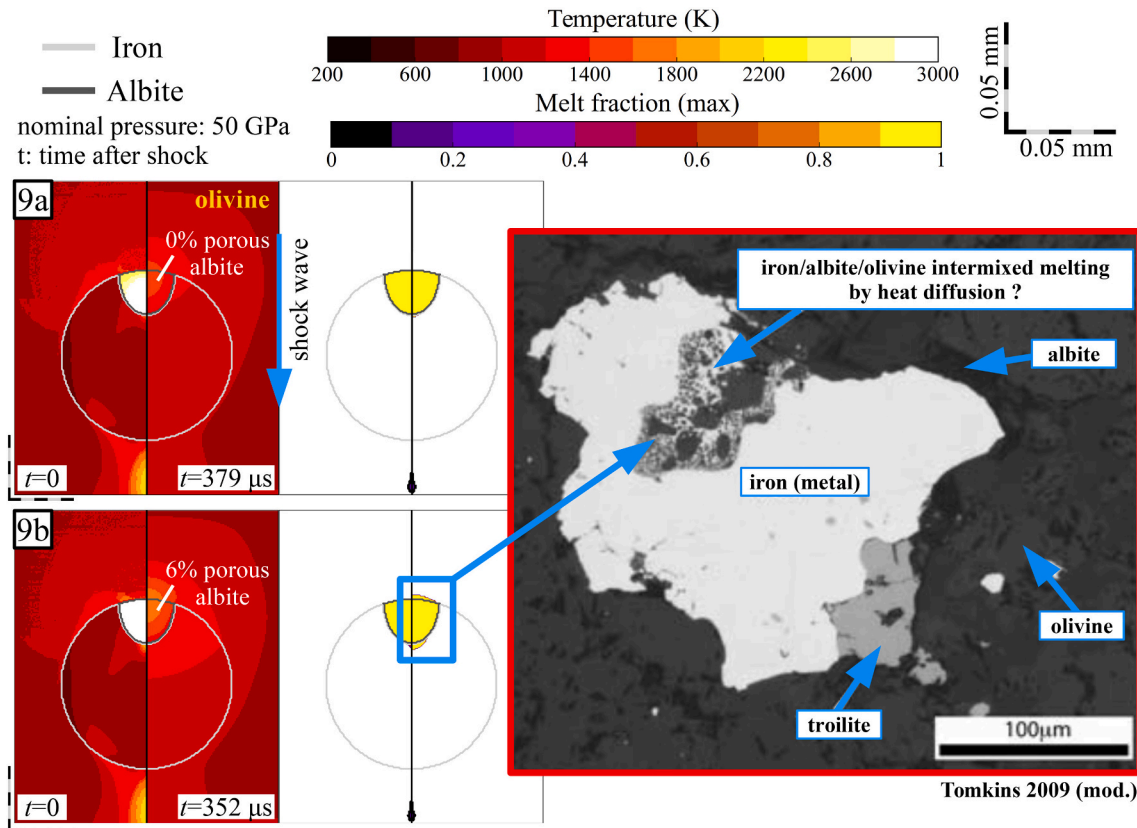 Iron
Albite
nominal pressure: 50 GPa
t: time after shock
Temperature (K)
200 600 1000 1400 1800 2200 2600 3000
Melt fraction (max)
0 0.2 0.4 0.6 0.8 1
0.05 mm
0.05 mm
9a
olivine
0% porous
albite
shock wave
t=0
t=379 μs
9b
6% porous
albite
t=0
t=352 μs
iron/albite/olivine intermixed melting
by heat diffusion ?
albite
iron (metal)
olivine
troilite
100μm
Tomkins 2009 (mod.)